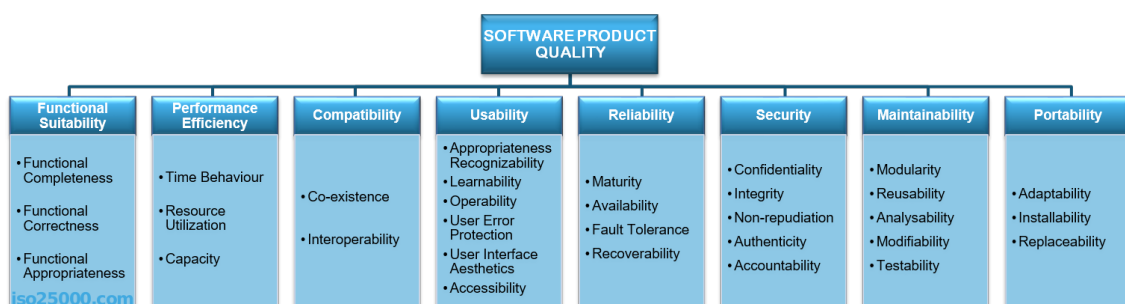 SOFTWARE PRODUCT
QUALITY
Functional
Suitability
• Functional
Completeness
• Functional
Correctness
• Functional
Appropriateness
Performance
Efficiency
• Time Behaviour
• Resource
Utilization
• Capacity
Compatibility
• Co-existence
• Interoperability
Usability
• Appropriateness
Recognizability
• Learnability
• Operability
• User Error
Protection
• User Interface
Aesthetics
• Accessibility
Reliability
• Maturity
• Availability
• Fault Tolerance
• Recoverability
Security
• Confidentiality
• Integrity
• Non-repudiation
• Authenticity
• Accountability
Maintainability
• Modularity
• Reusability
• Analysability
• Modifiability
• Testability
Portability
• Adaptability
• Installability
• Replaceability
iso25000.com